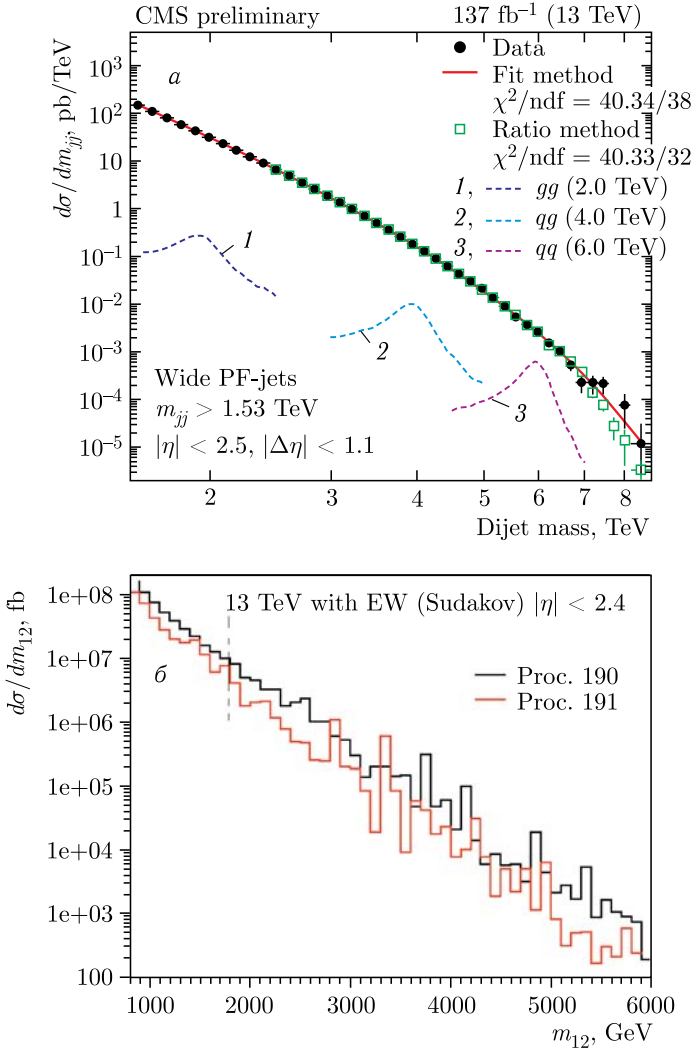 CMS preliminary 137 fb⁻¹ (13 TeV)
dσ/dm_jj, pb/TeV
10³
10²
10
1
10⁻¹
10⁻²
10⁻³
10⁻⁴
10⁻⁵
а
Data
Fit method
χ²/ndf = 40.34/38
Ratio method
χ²/ndf = 40.33/32
1, gg (2.0 TeV)
2, qg (4.0 TeV)
3, qq (6.0 TeV)
1
2
3
Wide PF-jets
m_jj > 1.53 TeV
|η| < 2.5, |Δη| < 1.1
2 3 4 5 6 7 8
Dijet mass, TeV
dσ/dm₁₂, fb
1e+08
1e+07
1e+06
1e+05
1e+04
1e+03
100
13 TeV with EW (Sudakov) |η| < 2.4
б
Proc. 190
Proc. 191
1000 2000 3000 4000 5000 6000
m₁₂, GeV